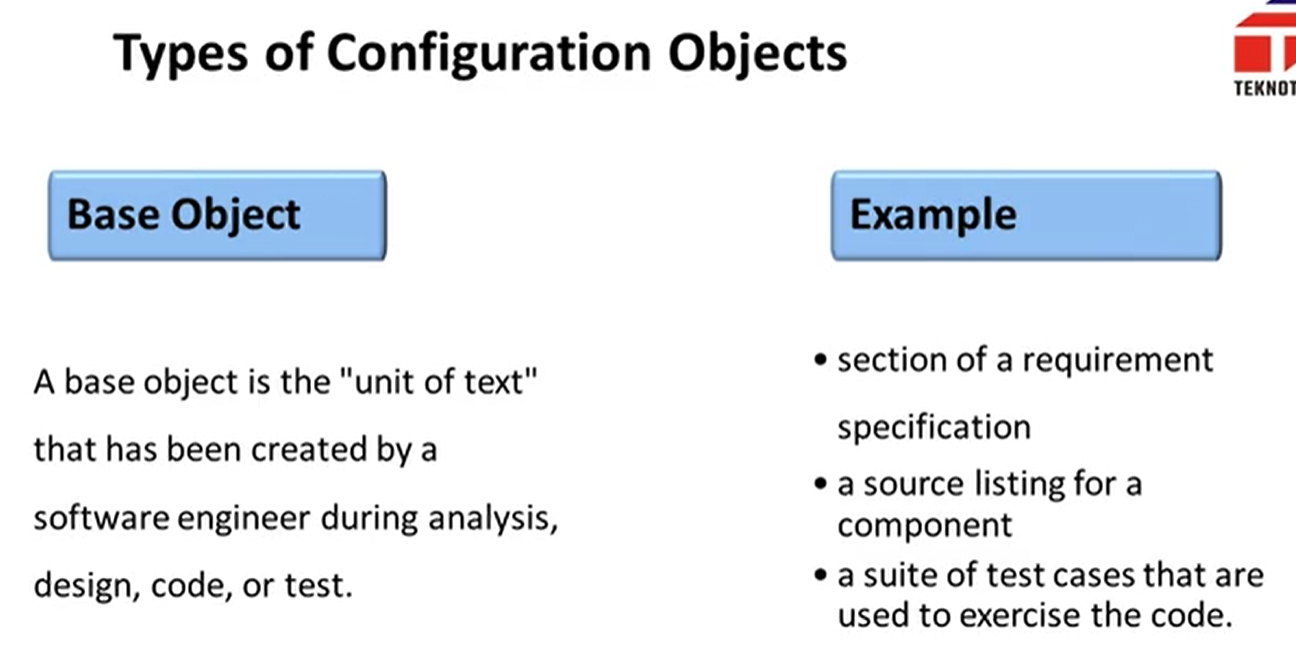 Types of Configuration Objects
TEKNOT
Base Object
Example
A base object is the "unit of text"
that has been created by a
software engineer during analysis,
design, code, or test.
• section of a requirement
specification
• a source listing for a
component
• a suite of test cases that are
used to exercise the code.